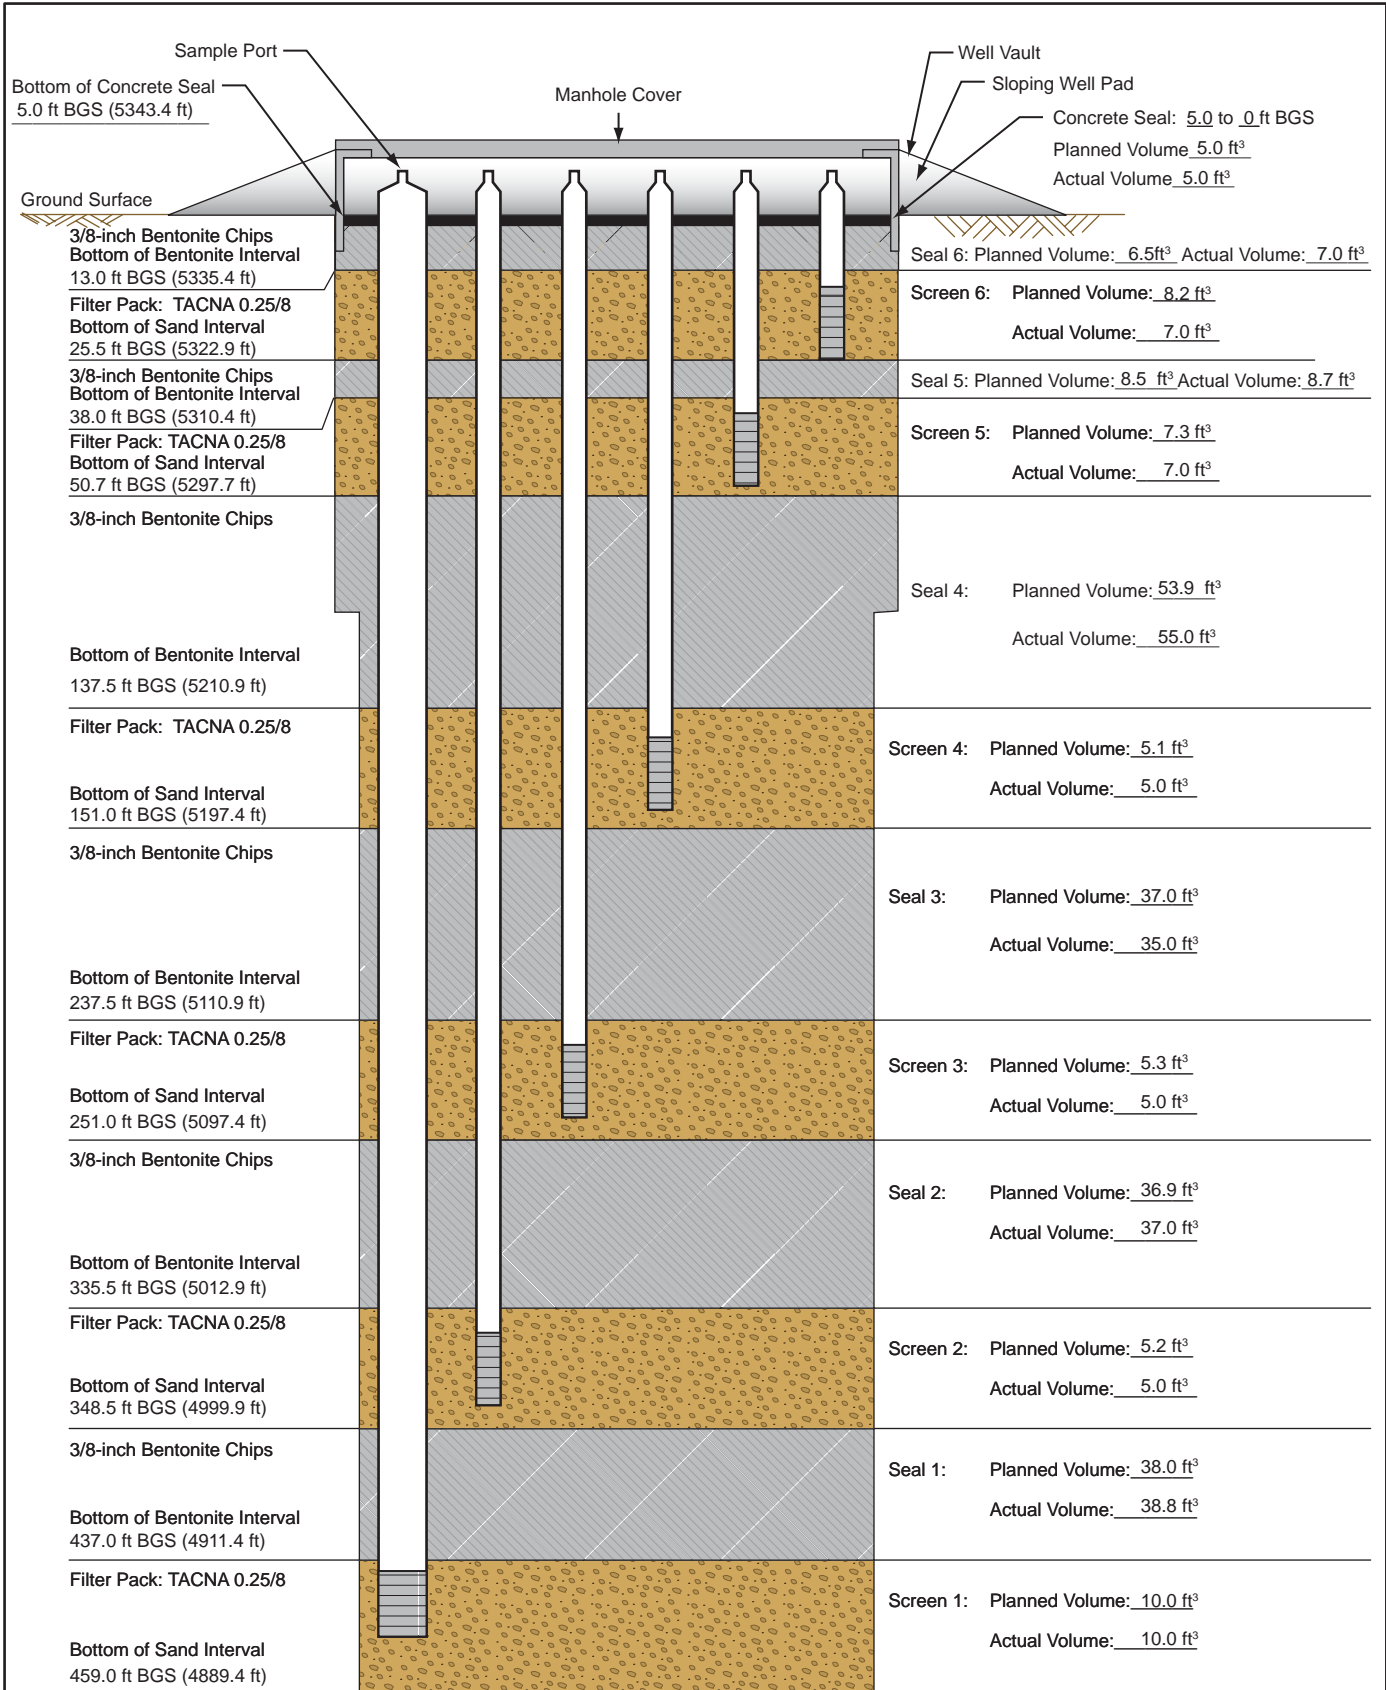 Sample Port
Bottom of Concrete Seal
5.0 ft BGS (5343.4 ft)
Manhole Cover
Well Vault
Sloping Well Pad
Concrete Seal: 5.0 to 0 ft BGS
Planned Volume 5.0 ft³
Actual Volume 5.0 ft³
Ground Surface
3/8-inch Bentonite Chips
Bottom of Bentonite Interval
13.0 ft BGS (5335.4 ft)
Seal 6: Planned Volume: 6.5ft³ Actual Volume: 7.0 ft³
Filter Pack: TACNA 0.25/8
Bottom of Sand Interval
25.5 ft BGS (5322.9 ft)
Screen 6: Planned Volume: 8.2 ft³
Actual Volume: 7.0 ft³
3/8-inch Bentonite Chips
Bottom of Bentonite Interval
38.0 ft BGS (5310.4 ft)
Seal 5: Planned Volume: 8.5 ft³ Actual Volume: 8.7 ft³
Filter Pack: TACNA 0.25/8
Bottom of Sand Interval
50.7 ft BGS (5297.7 ft)
Screen 5: Planned Volume: 7.3 ft³
Actual Volume: 7.0 ft³
3/8-inch Bentonite Chips
Bottom of Bentonite Interval
137.5 ft BGS (5210.9 ft)
Seal 4: Planned Volume: 53.9 ft³
Actual Volume: 55.0 ft³
Filter Pack: TACNA 0.25/8
Bottom of Sand Interval
151.0 ft BGS (5197.4 ft)
Screen 4: Planned Volume: 5.1 ft³
Actual Volume: 5.0 ft³
3/8-inch Bentonite Chips
Bottom of Bentonite Interval
237.5 ft BGS (5110.9 ft)
Seal 3: Planned Volume: 37.0 ft³
Actual Volume: 35.0 ft³
Filter Pack: TACNA 0.25/8
Bottom of Sand Interval
251.0 ft BGS (5097.4 ft)
Screen 3: Planned Volume: 5.3 ft³
Actual Volume: 5.0 ft³
3/8-inch Bentonite Chips
Bottom of Bentonite Interval
335.5 ft BGS (5012.9 ft)
Seal 2: Planned Volume: 36.9 ft³
Actual Volume: 37.0 ft³
Filter Pack: TACNA 0.25/8
Bottom of Sand Interval
348.5 ft BGS (4999.9 ft)
Screen 2: Planned Volume: 5.2 ft³
Actual Volume: 5.0 ft³
3/8-inch Bentonite Chips
Bottom of Bentonite Interval
437.0 ft BGS (4911.4 ft)
Seal 1: Planned Volume: 38.0 ft³
Actual Volume: 38.8 ft³
Filter Pack: TACNA 0.25/8
Bottom of Sand Interval
459.0 ft BGS (4889.4 ft)
Screen 1: Planned Volume: 10.0 ft³
Actual Volume: 10.0 ft³